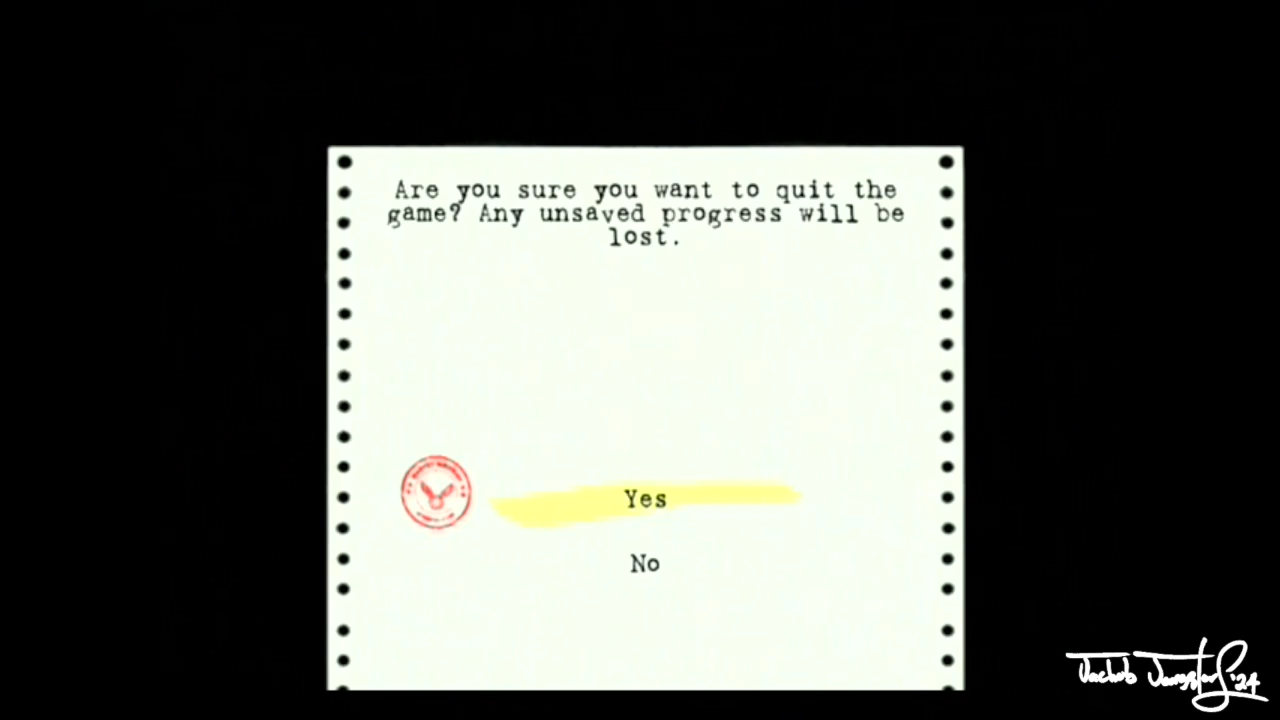 Are you sure you want to quit the
game? Any unsaved progress will be
lost.
Yes
No